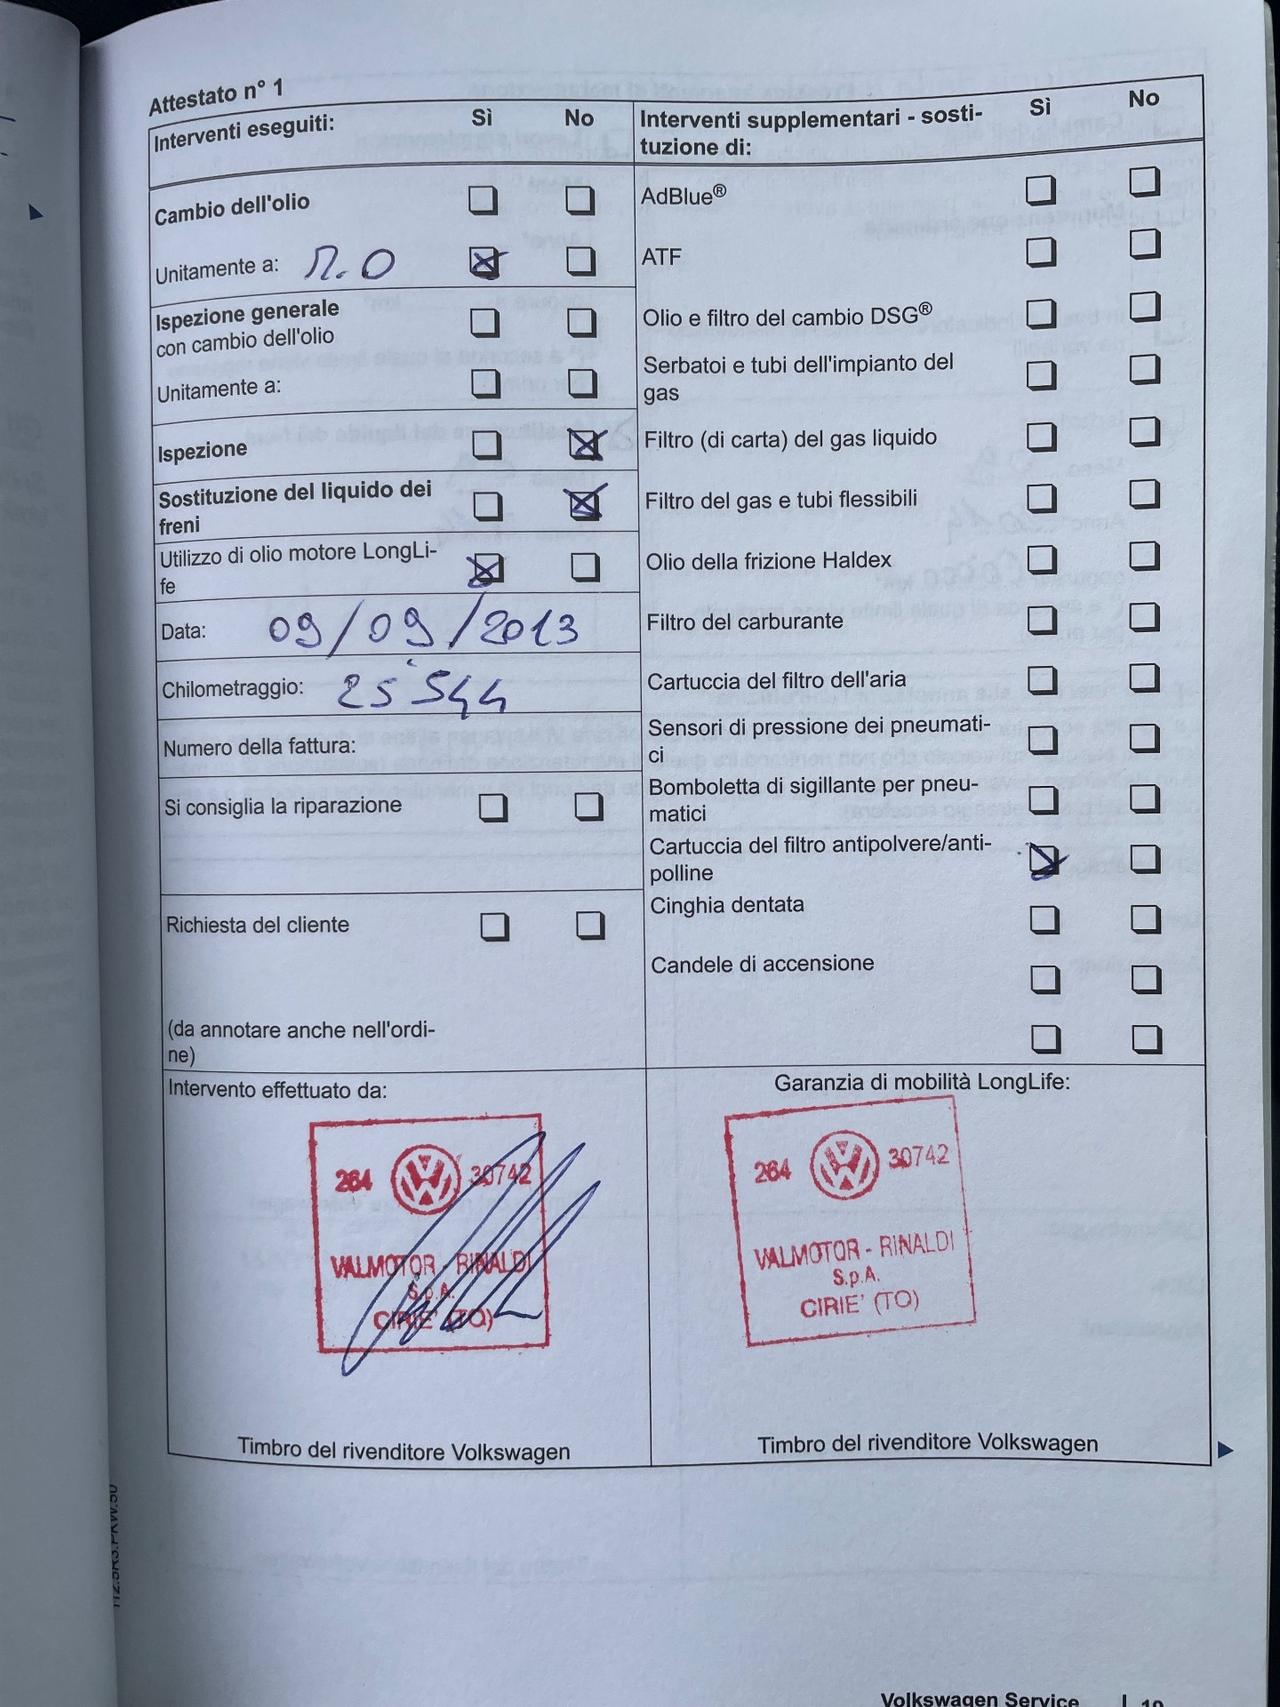 Attestato n° 1
Interventi eseguiti: Sì No
Cambio dell'olio
Unitamente a: M.O
Ispezione generale
con cambio dell'olio
Unitamente a:
Ispezione
Sostituzione del liquido dei
freni
Utilizzo di olio motore LongLi-
fe
Data: 09/09/2013
Chilometraggio: 25544
Numero della fattura:
Si consiglia la riparazione
Richiesta del cliente
(da annotare anche nell'ordi-
ne)
Interventi supplementari - sosti- Sì No
tuzione di:
AdBlue®
ATF
Olio e filtro del cambio DSG®
Serbatoi e tubi dell'impianto del
gas
Filtro (di carta) del gas liquido
Filtro del gas e tubi flessibili
Olio della frizione Haldex
Filtro del carburante
Cartuccia del filtro dell'aria
Sensori di pressione dei pneumati-
ci
Bomboletta di sigillante per pneu-
matici
Cartuccia del filtro antipolvere/anti-
polline
Cinghia dentata
Candele di accensione
Intervento effettuato da:
264 30742
VALMOTOR - RINALDI
S.p.A.
CIRIE' (TO)
Timbro del rivenditore Volkswagen
Garanzia di mobilità LongLife:
264 30742
VALMOTOR - RINALDI
S.p.A.
CIRIE' (TO)
Timbro del rivenditore Volkswagen
Volkswagen Service